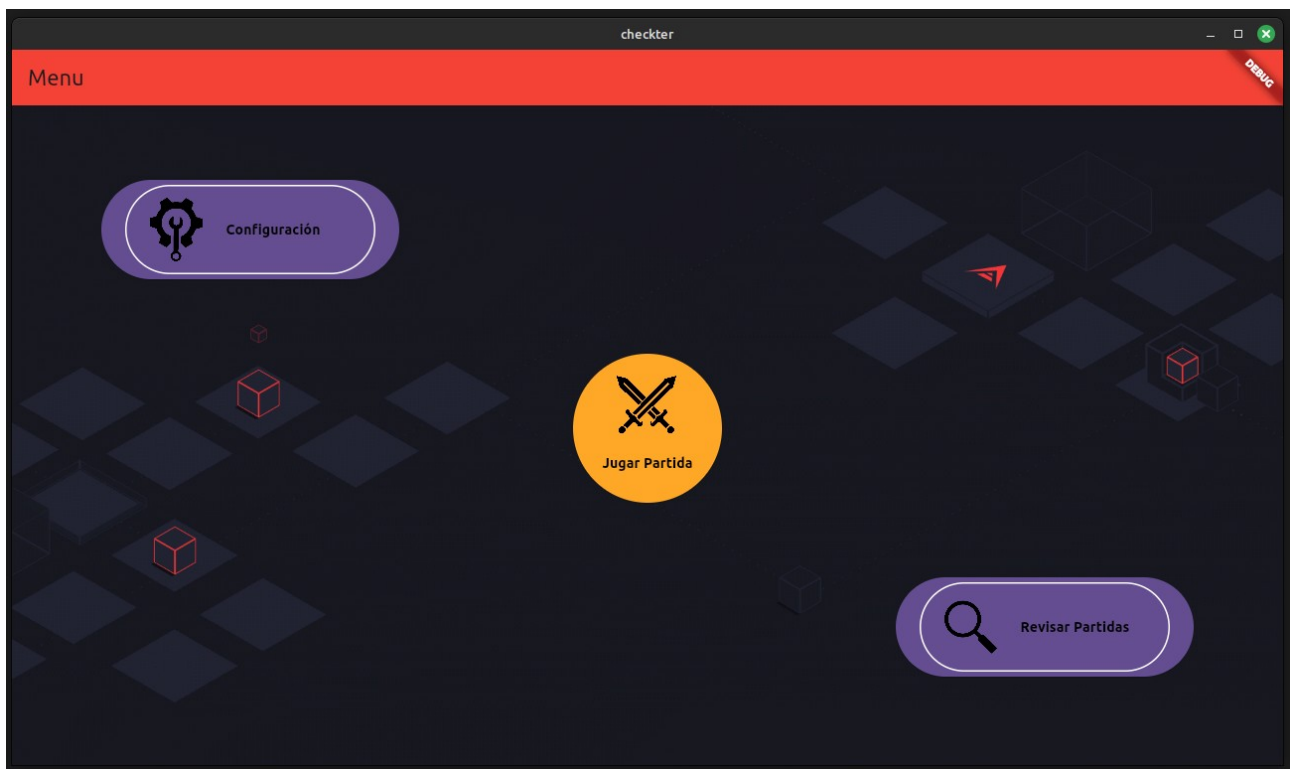 checkter
Menu
DEBUG
Configuración
Jugar Partida
Revisar Partidas